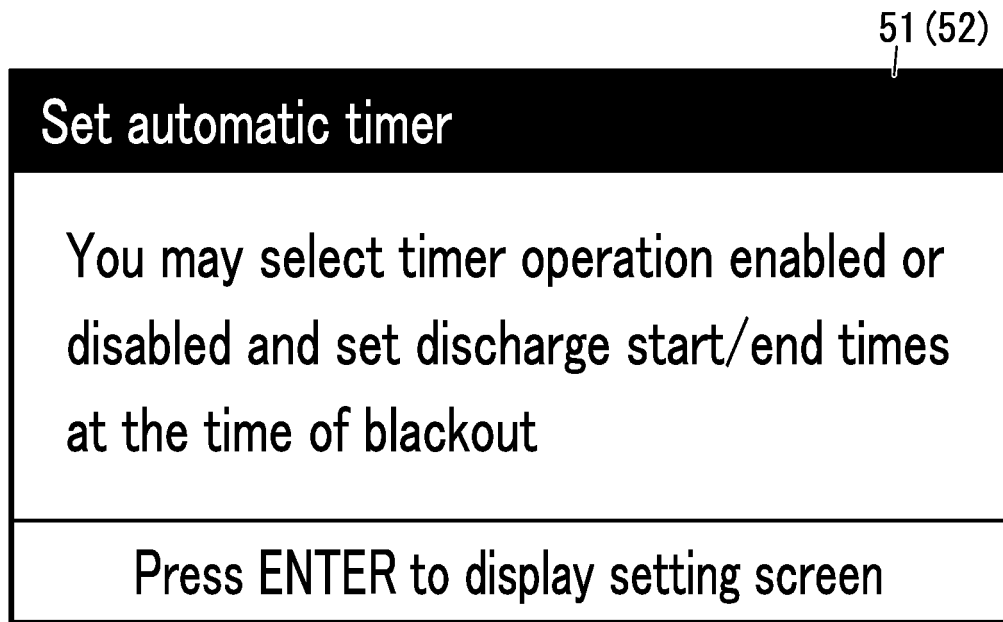 51(52)
Set automatic timer
You may select timer operation enabled or
disabled and set discharge start/end times
at the time of blackout
Press ENTER to display setting screen